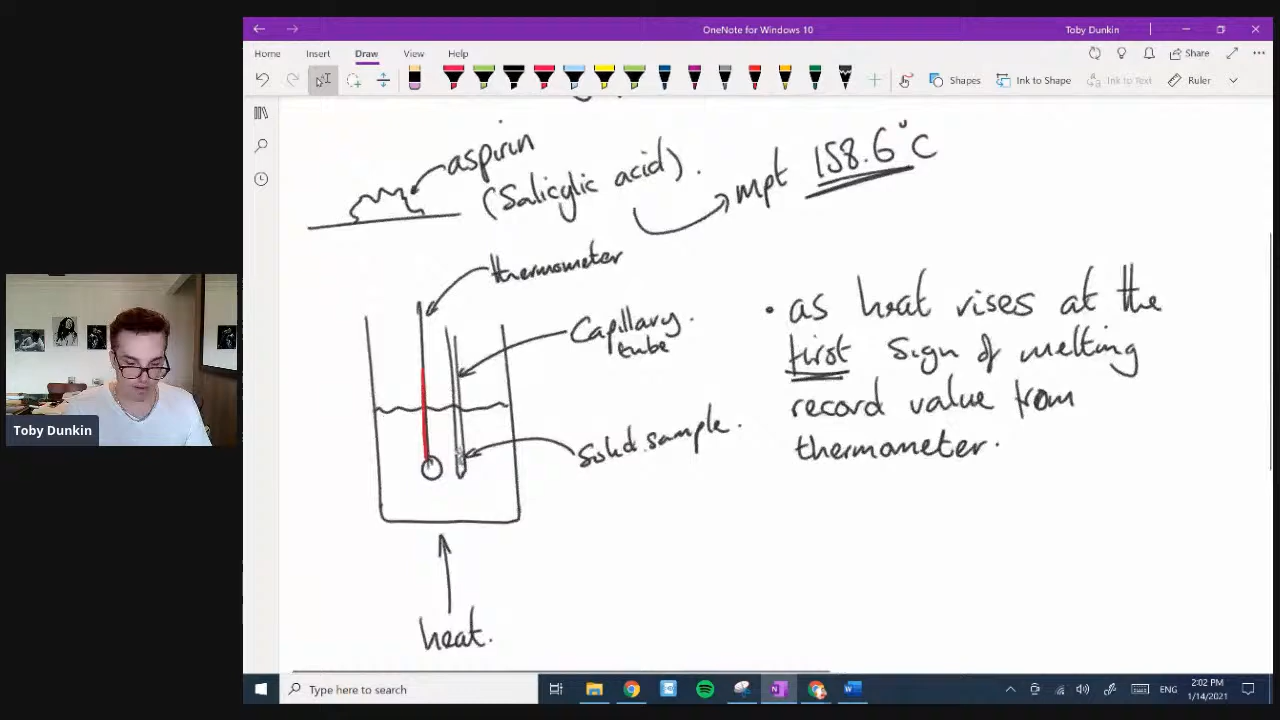 OneNote for Windows 10
Toby Dunkin
Home Insert Draw View Help
Share
Shapes Ink to Shape Ink to Text Ruler
aspirin
(Salicylic acid).
mpt 158.6°C
thermometer
Capillary
tube
Solid sample.
heat.
• as heat rises at the
first sign of melting
record value from
thermometer.
Toby Dunkin
Type here to search
ENG
2:02 PM
1/14/2021